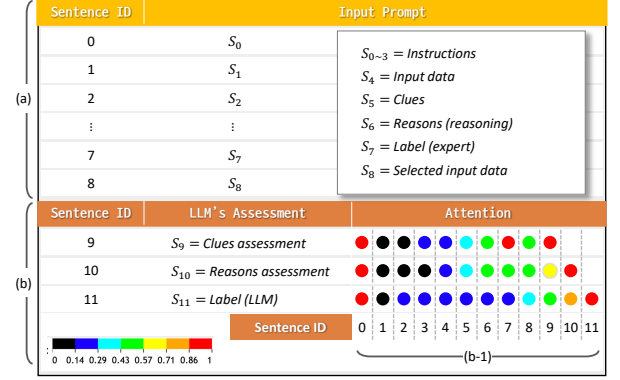 Sentence ID Input Prompt
0 S₀
1 S₁
2 S₂
⋮ ⋮
7 S₇
8 S₈
S₀~₃ = Instructions
S₄ = Input data
S₅ = Clues
S₆ = Reasons (reasoning)
S₇ = Label (expert)
S₈ = Selected input data
(a)
Sentence ID LLM's Assessment Attention
9 S₉ = Clues assessment
10 S₁₀ = Reasons assessment
11 S₁₁ = Label (LLM)
(b)
Sentence ID 0 1 2 3 4 5 6 7 8 9 10 11
0 0.14 0.29 0.43 0.57 0.71 0.86 1
(b-1)